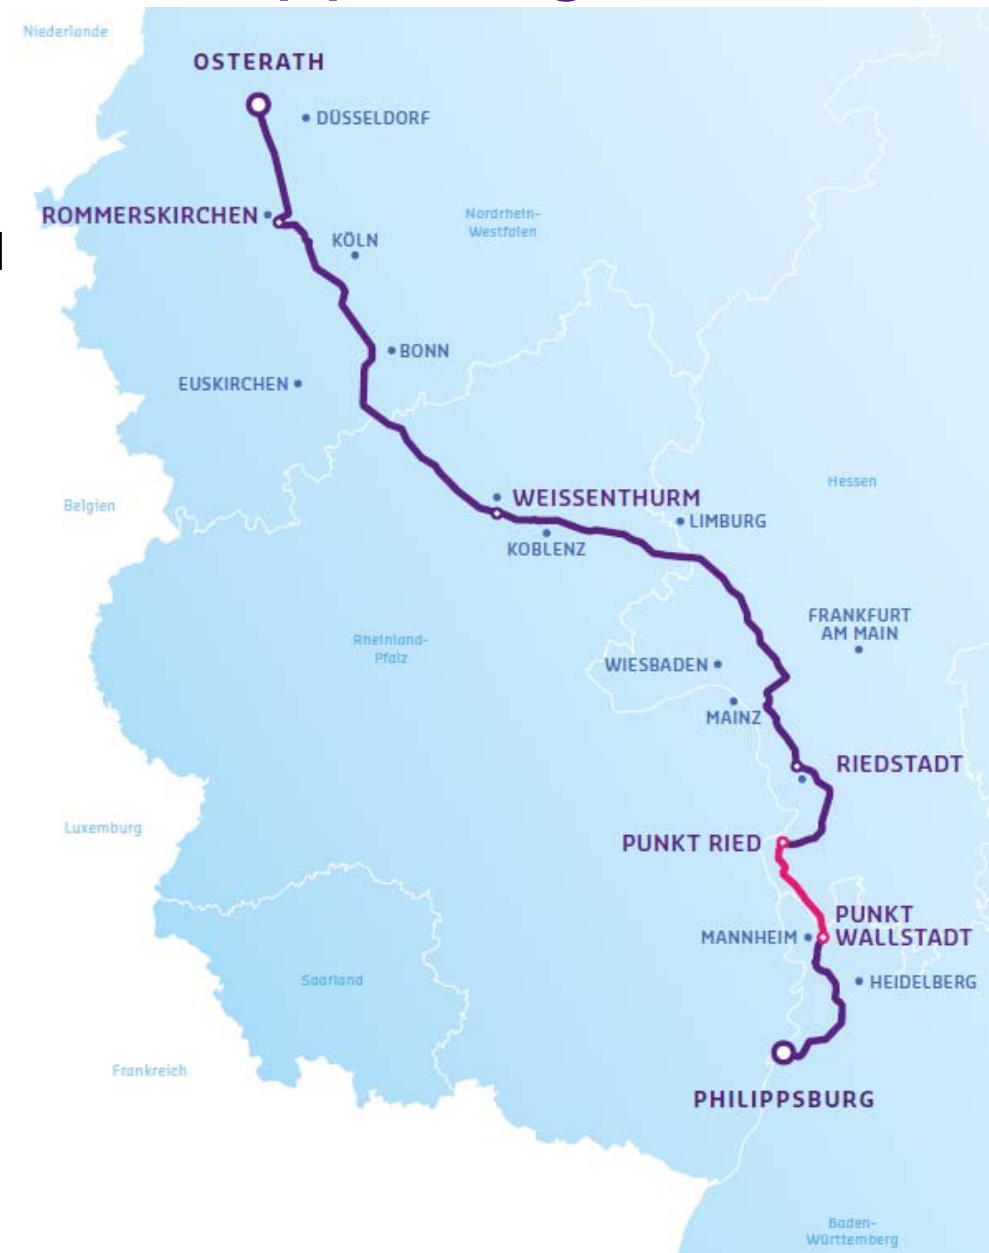 Niederlande
OSTERATH
DÜSSELDORF
ROMMERSKIRCHEN
Nordrhein-
Westfalen
KÖLN
BONN
EUSKIRCHEN
WEISSENTHURM
Hessen
Belgien
LIMBURG
KOBLENZ
FRANKFURT
AM MAIN
Rheinland-
Pfalz
WIESBADEN
MAINZ
RIEDSTADT
Luxemburg
PUNKT RIED
PUNKT
WALLSTADT
MANNHEIM
Saarland
HEIDELBERG
Frankreich
PHILIPPSBURG
Baden-
Württemberg